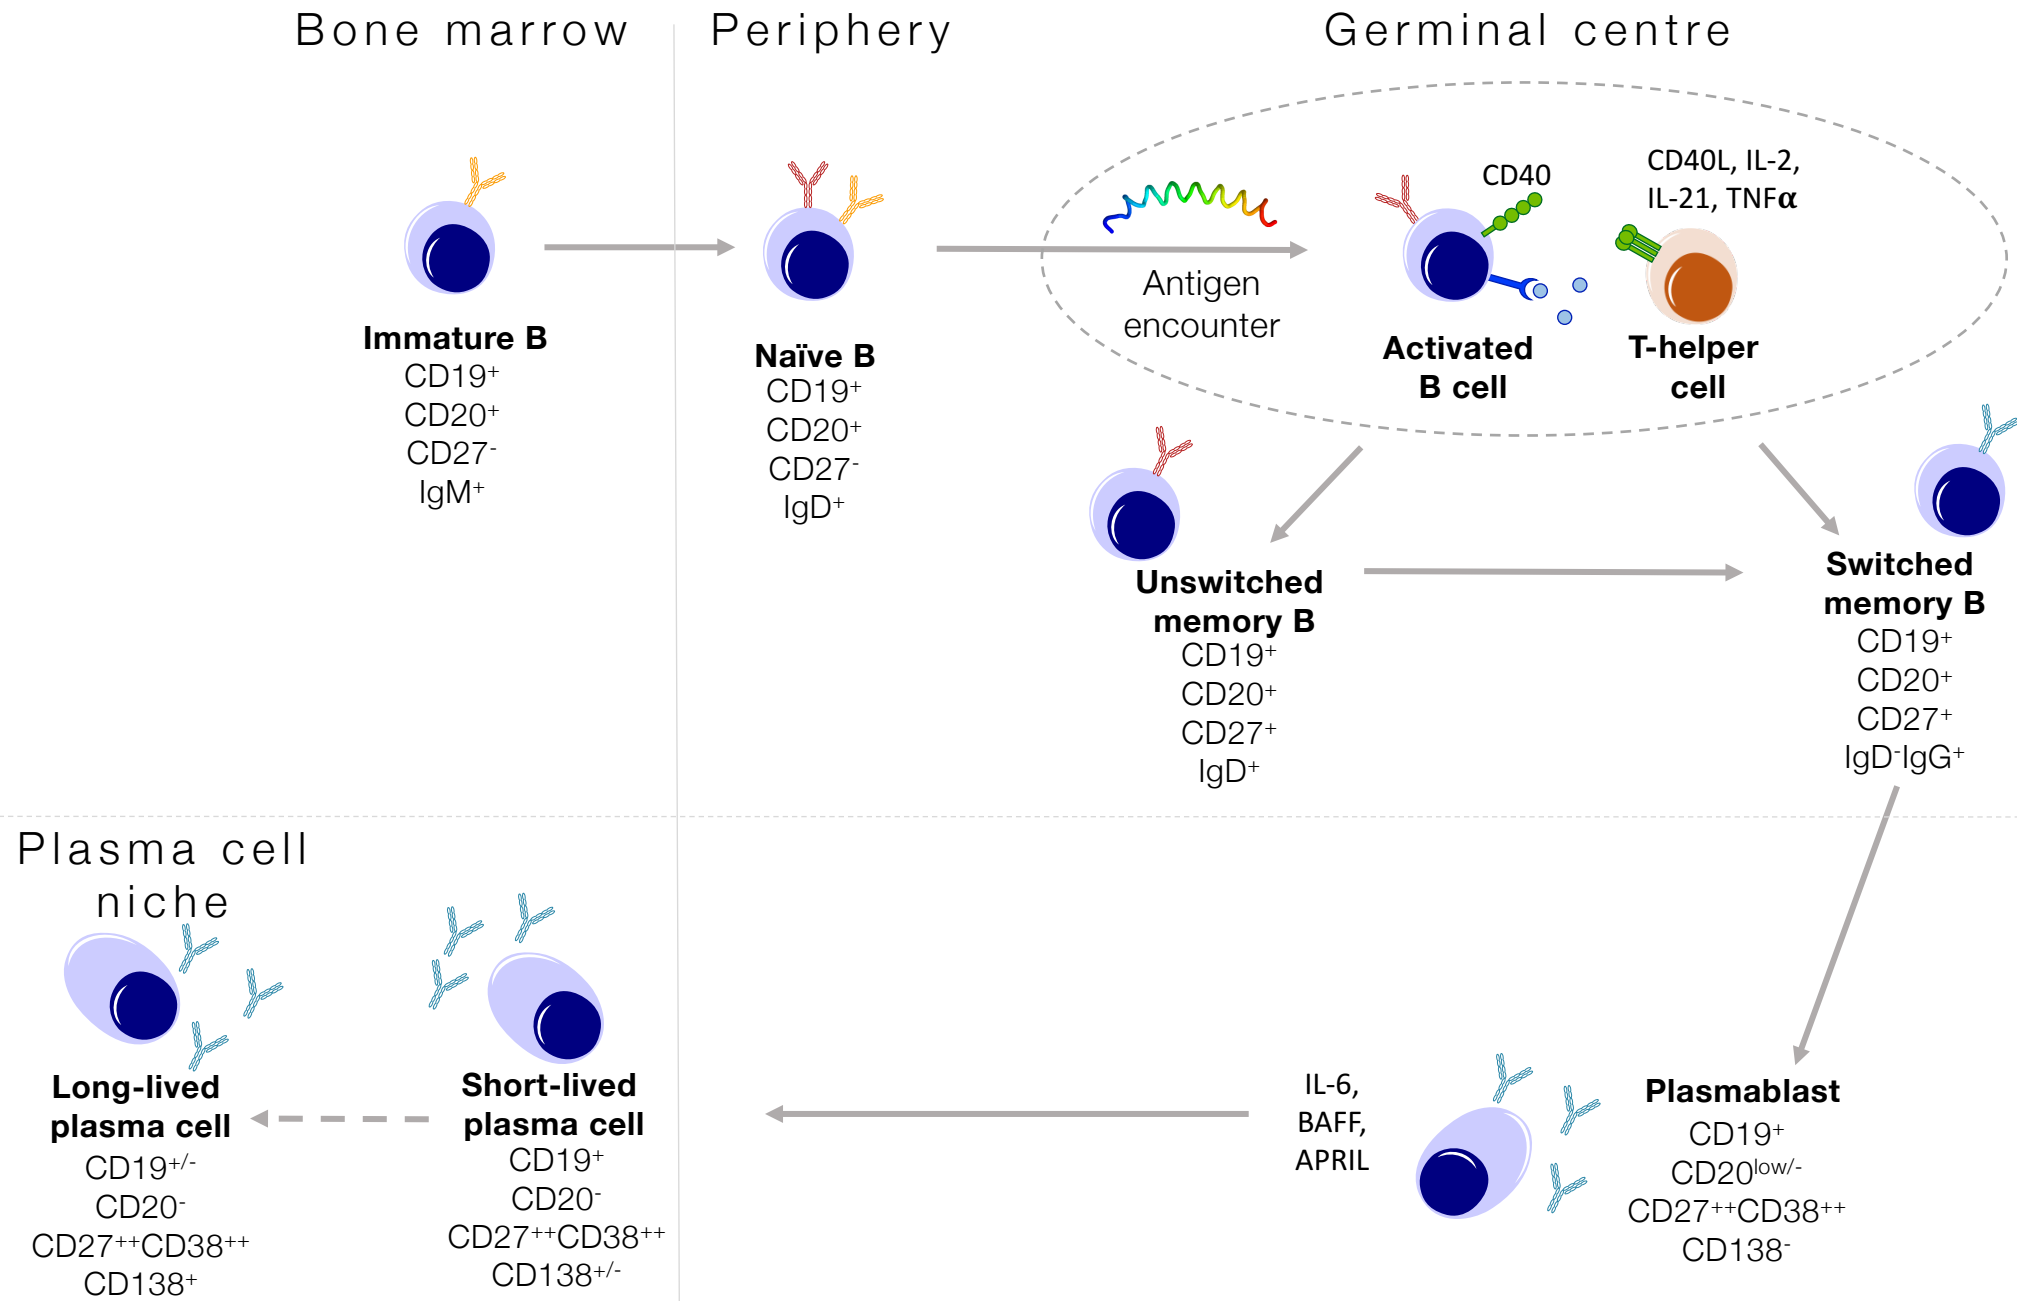 Bone marrow
Periphery
Germinal centre
CD40
CD40L, IL-2,
IL-21, TNFα
Antigen
encounter
Immature B
CD19⁺
CD20⁺
CD27⁻
IgM⁺
Naïve B
CD19⁺
CD20⁺
CD27⁻
IgD⁺
Activated
B cell
T-helper
cell
Unswitched
memory B
CD19⁺
CD20⁺
CD27⁺
IgD⁺
Switched
memory B
CD19⁺
CD20⁺
CD27⁺
IgD⁻IgG⁺
Plasma cell
niche
Long-lived
plasma cell
CD19⁺/⁻
CD20⁻
CD27⁺⁺CD38⁺⁺
CD138⁺
Short-lived
plasma cell
CD19⁺
CD20⁻
CD27⁺⁺CD38⁺⁺
CD138⁺/⁻
IL-6,
BAFF,
APRIL
Plasmablast
CD19⁺
CD20low/-
CD27⁺⁺CD38⁺⁺
CD138⁻